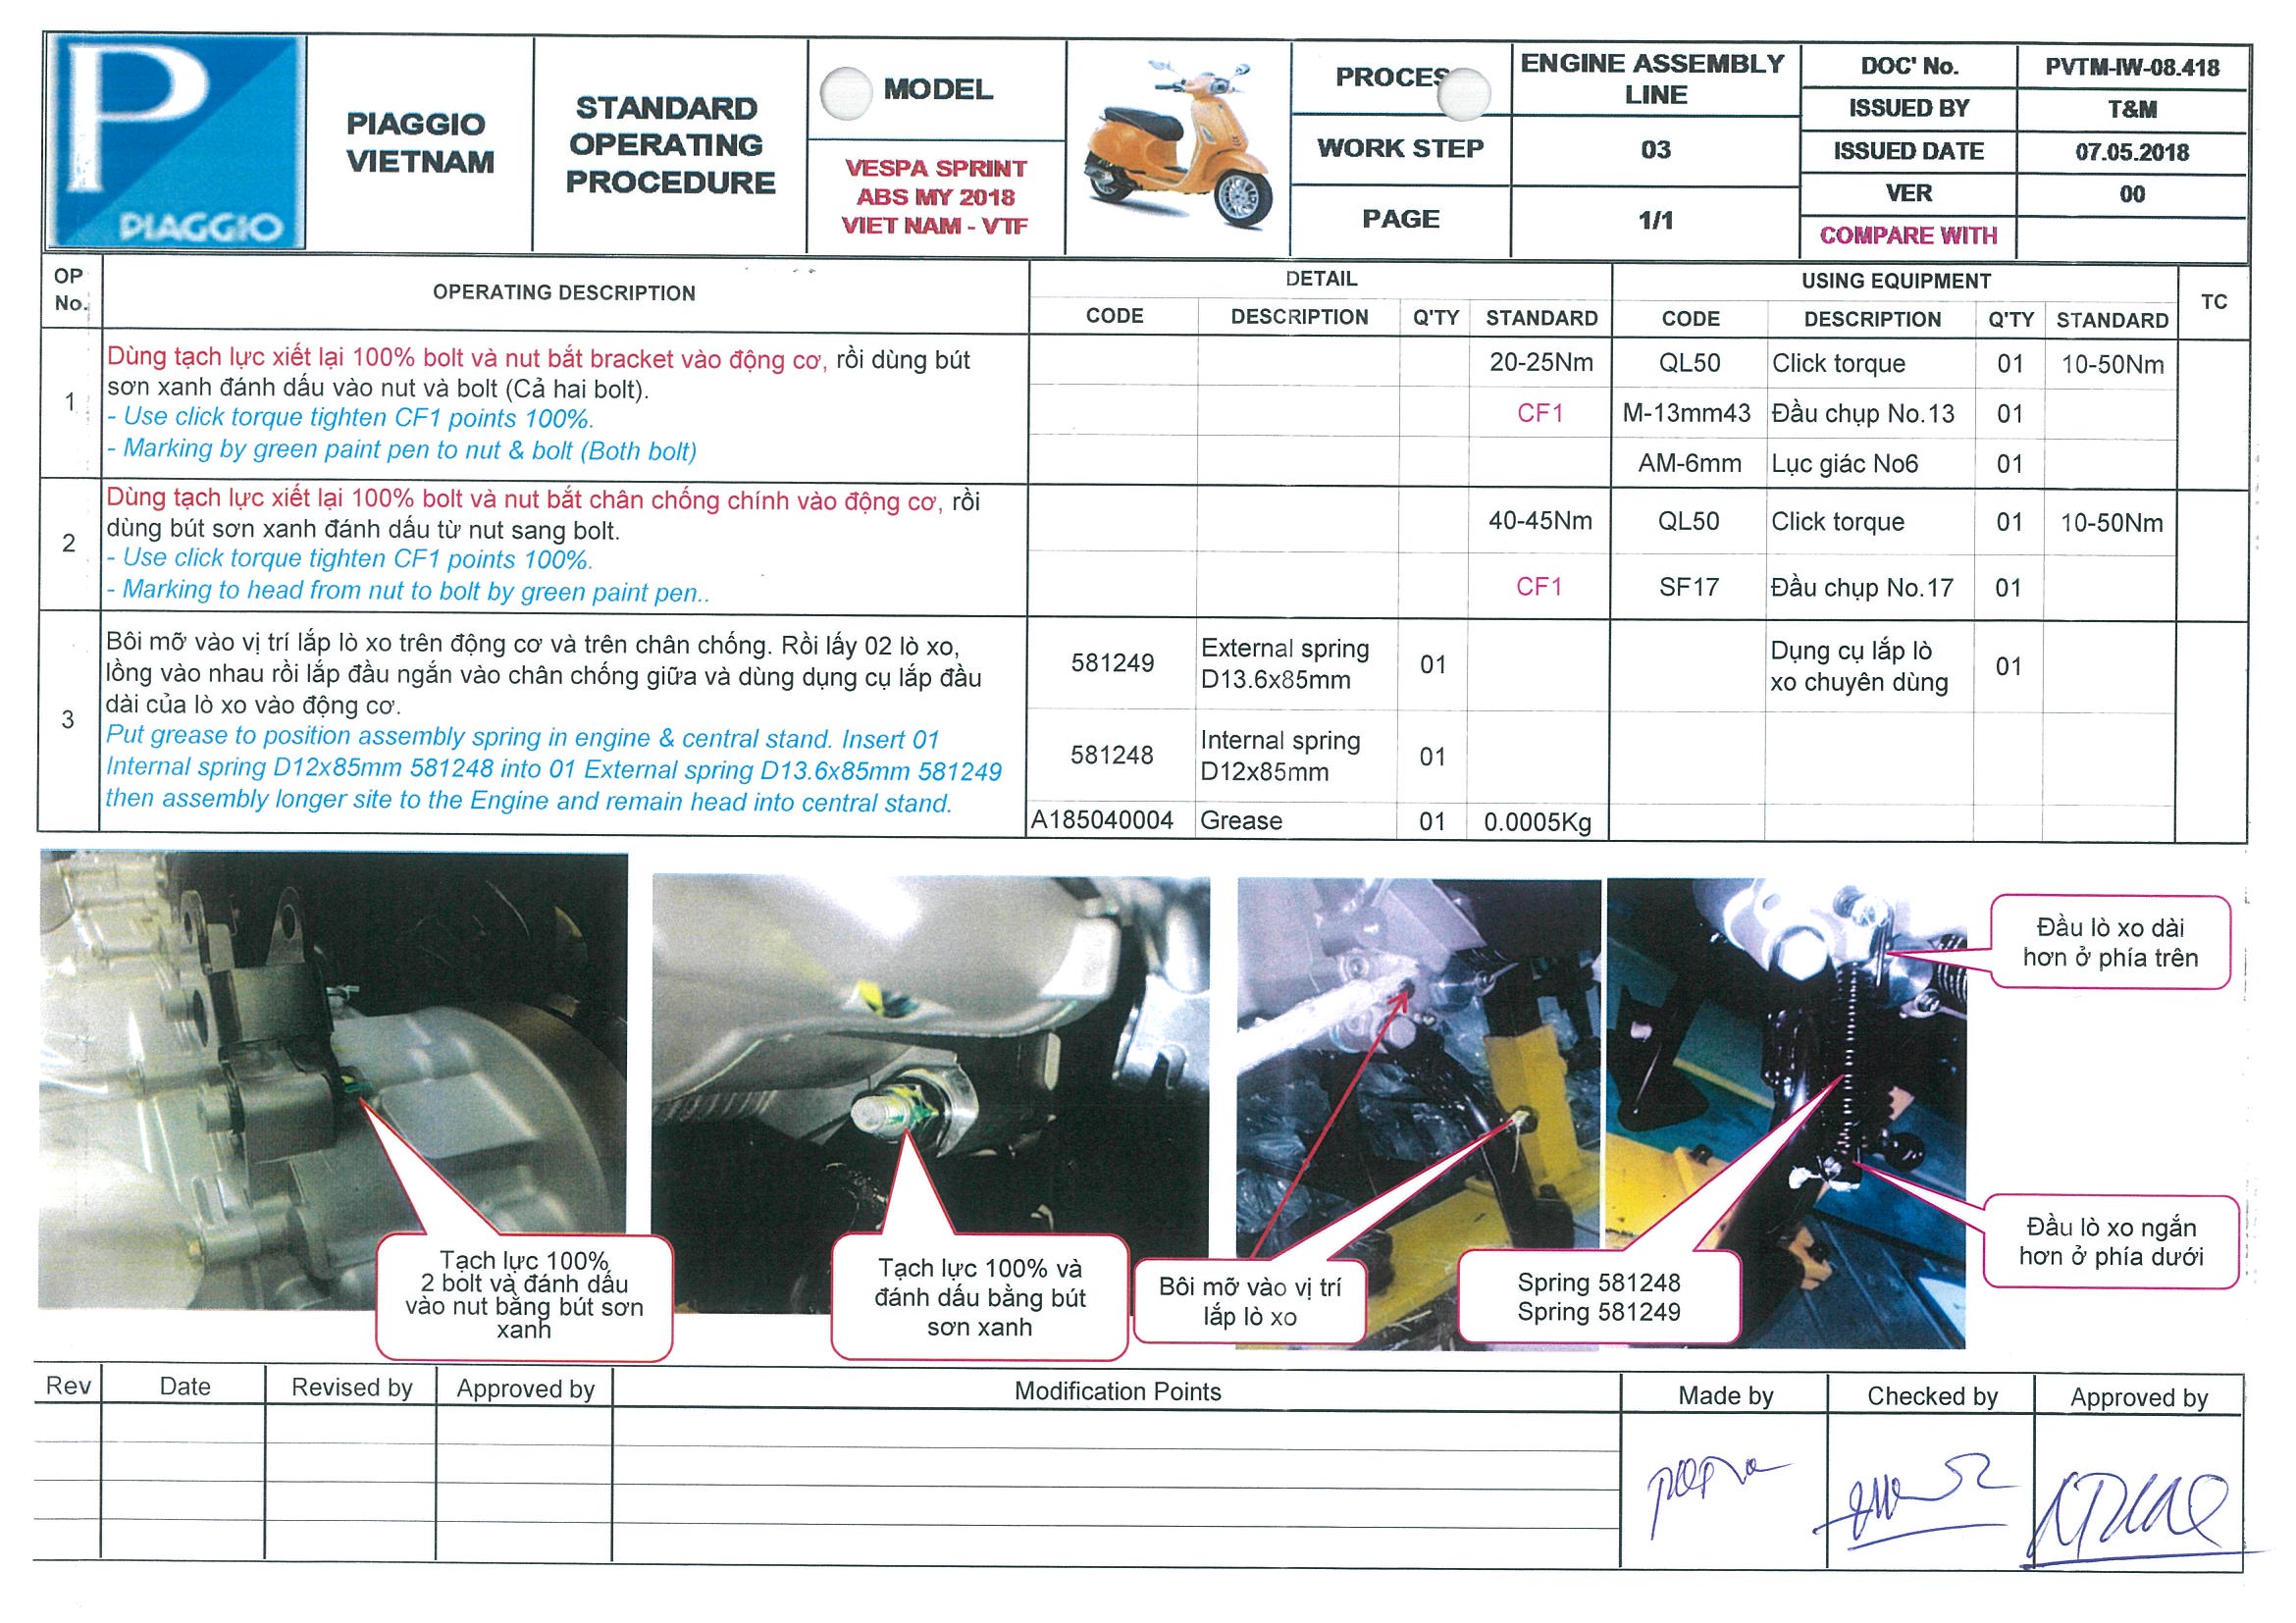 PIAGGIO
PIAGGIO
VIETNAM
STANDARD
OPERATING
PROCEDURE
MODEL
VESPA SPRINT
ABS MY 2018
VIET NAM - VTF
PROCES
ENGINE ASSEMBLY
LINE
WORK STEP
03
PAGE
1/1
DOC' No.
PVTM-IW-08.418
ISSUED BY
T&M
ISSUED DATE
07.05.2018
VER
00
COMPARE WITH
OP
No.
OPERATING DESCRIPTION
DETAIL
USING EQUIPMENT
TC
CODE
DESCRIPTION
Q'TY
STANDARD
CODE
DESCRIPTION
Q'TY
STANDARD
1
Dùng tạch lực xiết lại 100% bolt và nut bắt bracket vào động cơ, rồi dùng bút
sơn xanh đánh dấu vào nut và bolt (Cả hai bolt).
- Use click torque tighten CF1 points 100%.
- Marking by green paint pen to nut & bolt (Both bolt)
20-25Nm
QL50
Click torque
01
10-50Nm
CF1
M-13mm43
Đầu chụp No.13
01
AM-6mm
Lục giác No6
01
2
Dùng tạch lực xiết lại 100% bolt và nut bắt chân chống chính vào động cơ, rồi
dùng bút sơn xanh đánh dấu từ nut sang bolt.
- Use click torque tighten CF1 points 100%.
- Marking to head from nut to bolt by green paint pen..
40-45Nm
QL50
Click torque
01
10-50Nm
CF1
SF17
Đầu chụp No.17
01
3
Bôi mỡ vào vị trí lắp lò xo trên động cơ và trên chân chống. Rồi lấy 02 lò xo,
lồng vào nhau rồi lắp đầu ngắn vào chân chống giữa và dùng dụng cụ lắp đầu
dài của lò xo vào động cơ.
Put grease to position assembly spring in engine & central stand. Insert 01
Internal spring D12x85mm 581248 into 01 External spring D13.6x85mm 581249
then assembly longer site to the Engine and remain head into central stand.
581249
External spring
D13.6x85mm
01
Dụng cụ lắp lò
xo chuyên dùng
01
581248
Internal spring
D12x85mm
01
A185040004
Grease
01
0.0005Kg
Tạch lực 100%
2 bolt và đánh dấu
vào nut bằng bút sơn
xanh
Tạch lực 100% và
đánh dấu bằng bút
sơn xanh
Bôi mỡ vào vị trí
lắp lò xo
Spring 581248
Spring 581249
Đầu lò xo dài
hơn ở phía trên
Đầu lò xo ngắn
hơn ở phía dưới
Rev
Date
Revised by
Approved by
Modification Points
Made by
Checked by
Approved by